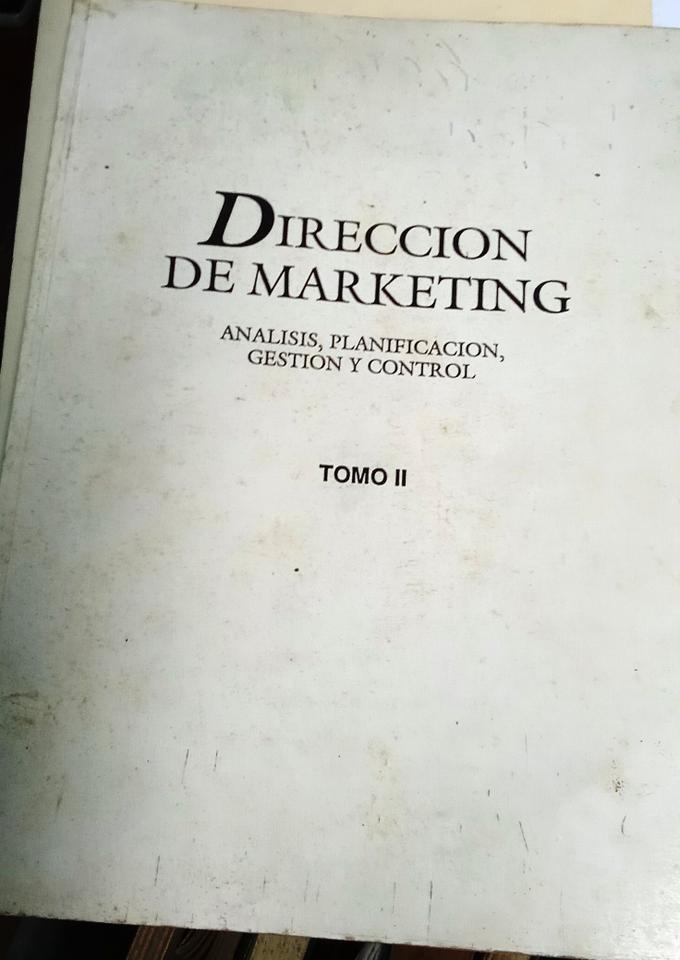 DIRECCION
DE MARKETING
ANALISIS, PLANIFICACION,
GESTION Y CONTROL
TOMO II